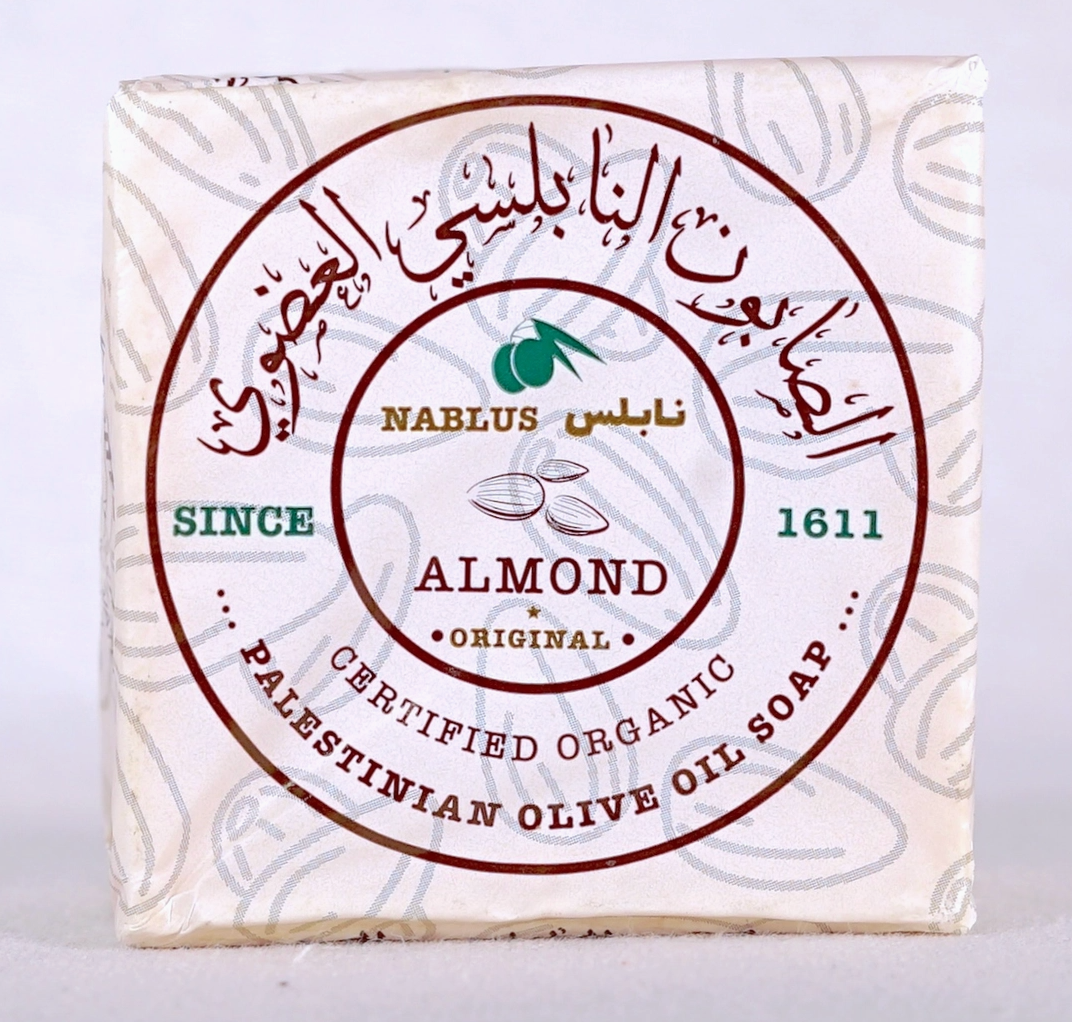 الصابون النابلسي العضوي
NABLUS نابلس
SINCE
1611
ALMOND
•ORIGINAL•
CERTIFIED ORGANIC
... PALESTINIAN OLIVE OIL SOAP ...